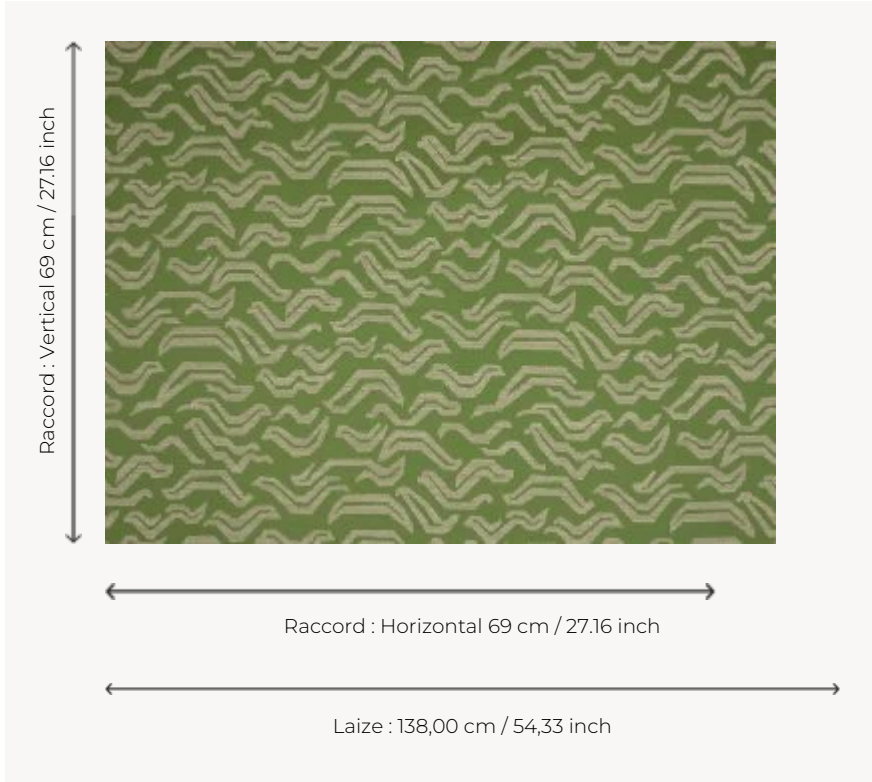 Raccord : Vertical 69 cm / 27.16 inch
Raccord : Horizontal 69 cm / 27.16 inch
Laize : 138,00 cm / 54,33 inch